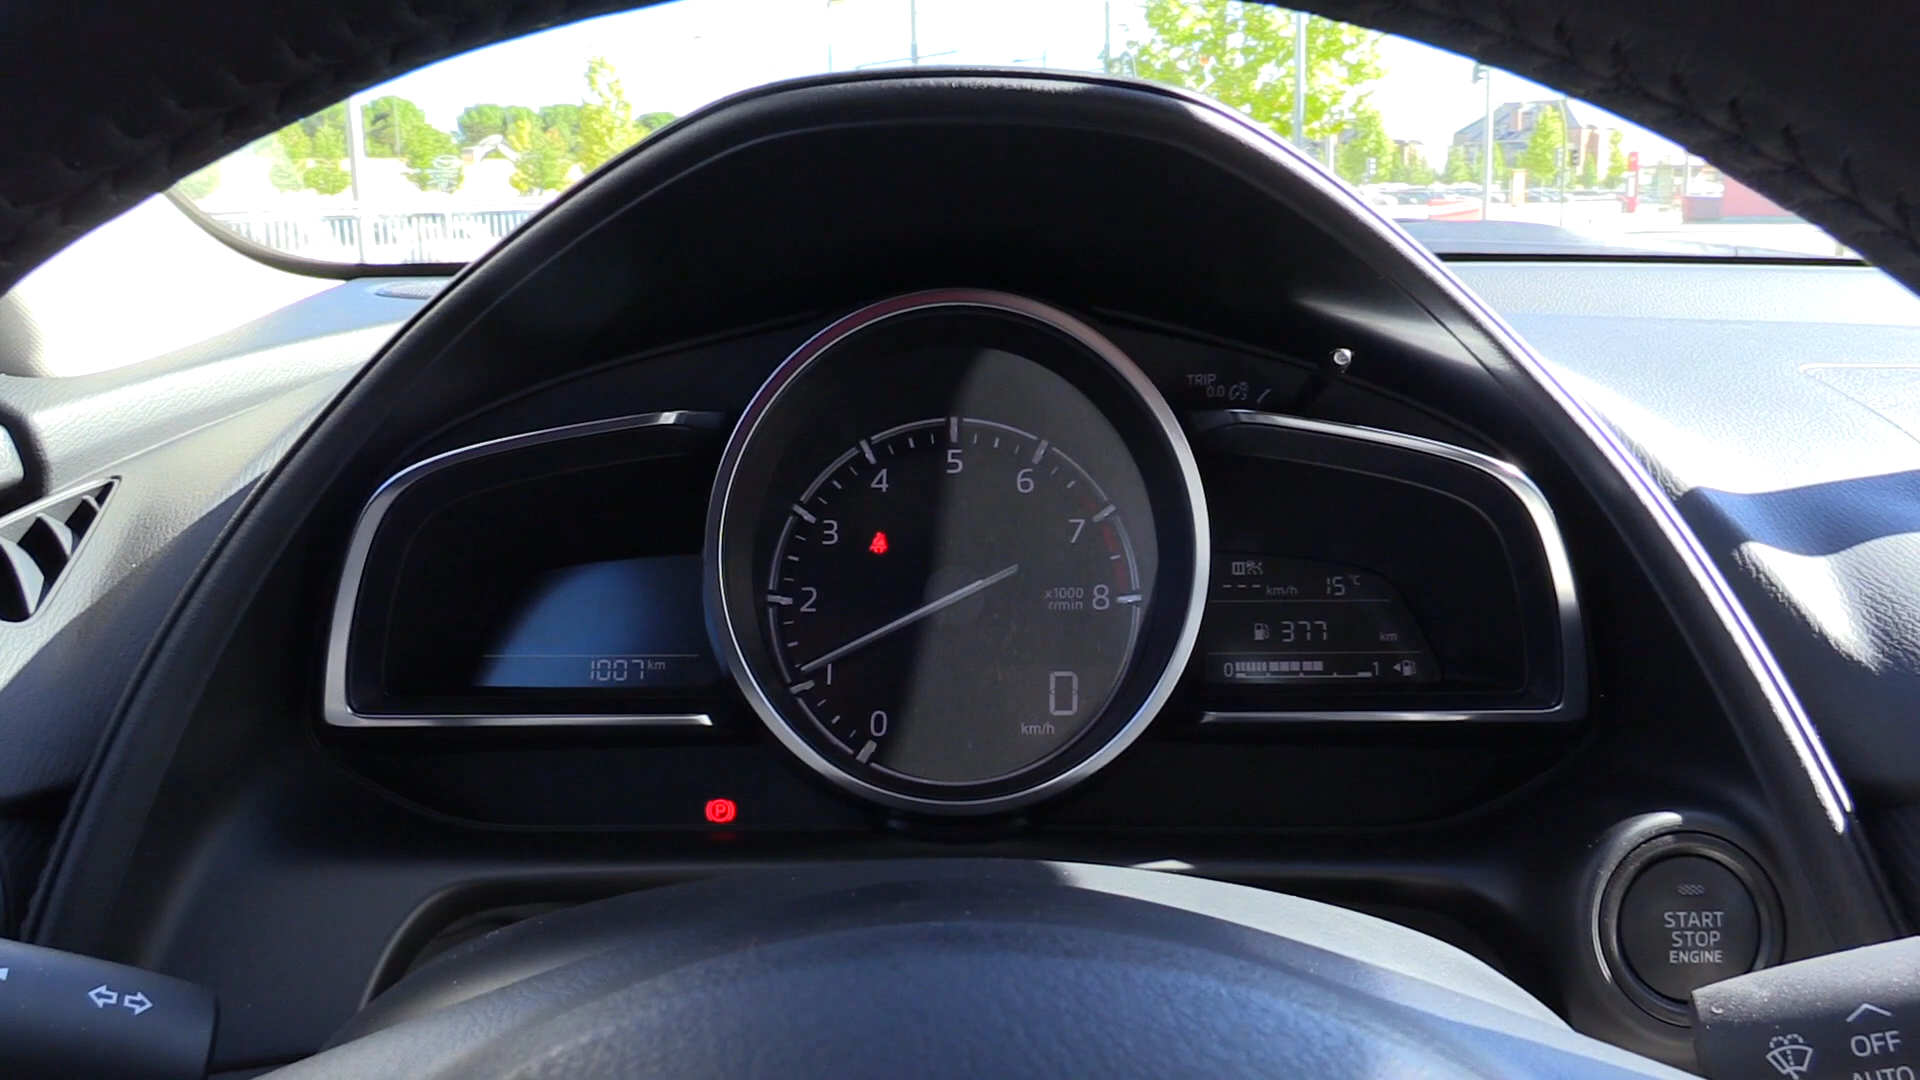 TRIP
0.0
5
4
6
3
7
2
x1000
r/min
8
1
0
0
km/h
1007 km
--- km/h 15 °C
377 km
0 1
P
START
STOP
ENGINE
OFF
AUTO